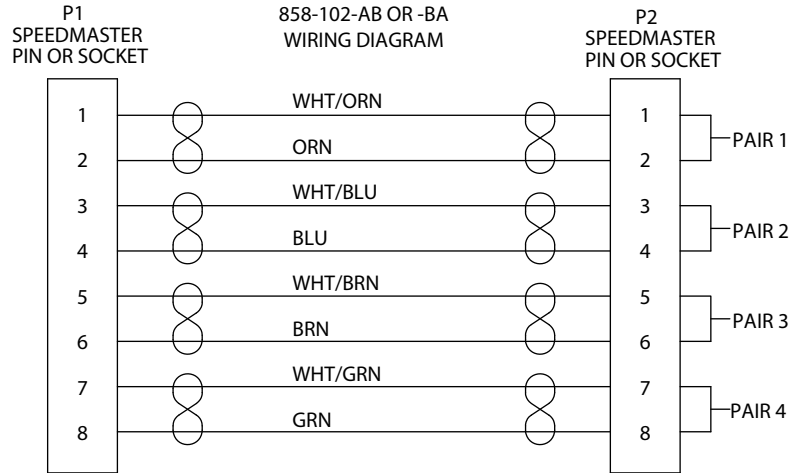 P1
SPEEDMASTER
PIN OR SOCKET
858-102-AB OR -BA
WIRING DIAGRAM
P2
SPEEDMASTER
PIN OR SOCKET
1 WHT/ORN 1
2 ORN 2
PAIR 1
3 WHT/BLU 3
4 BLU 4
PAIR 2
5 WHT/BRN 5
6 BRN 6
PAIR 3
7 WHT/GRN 7
8 GRN 8
PAIR 4